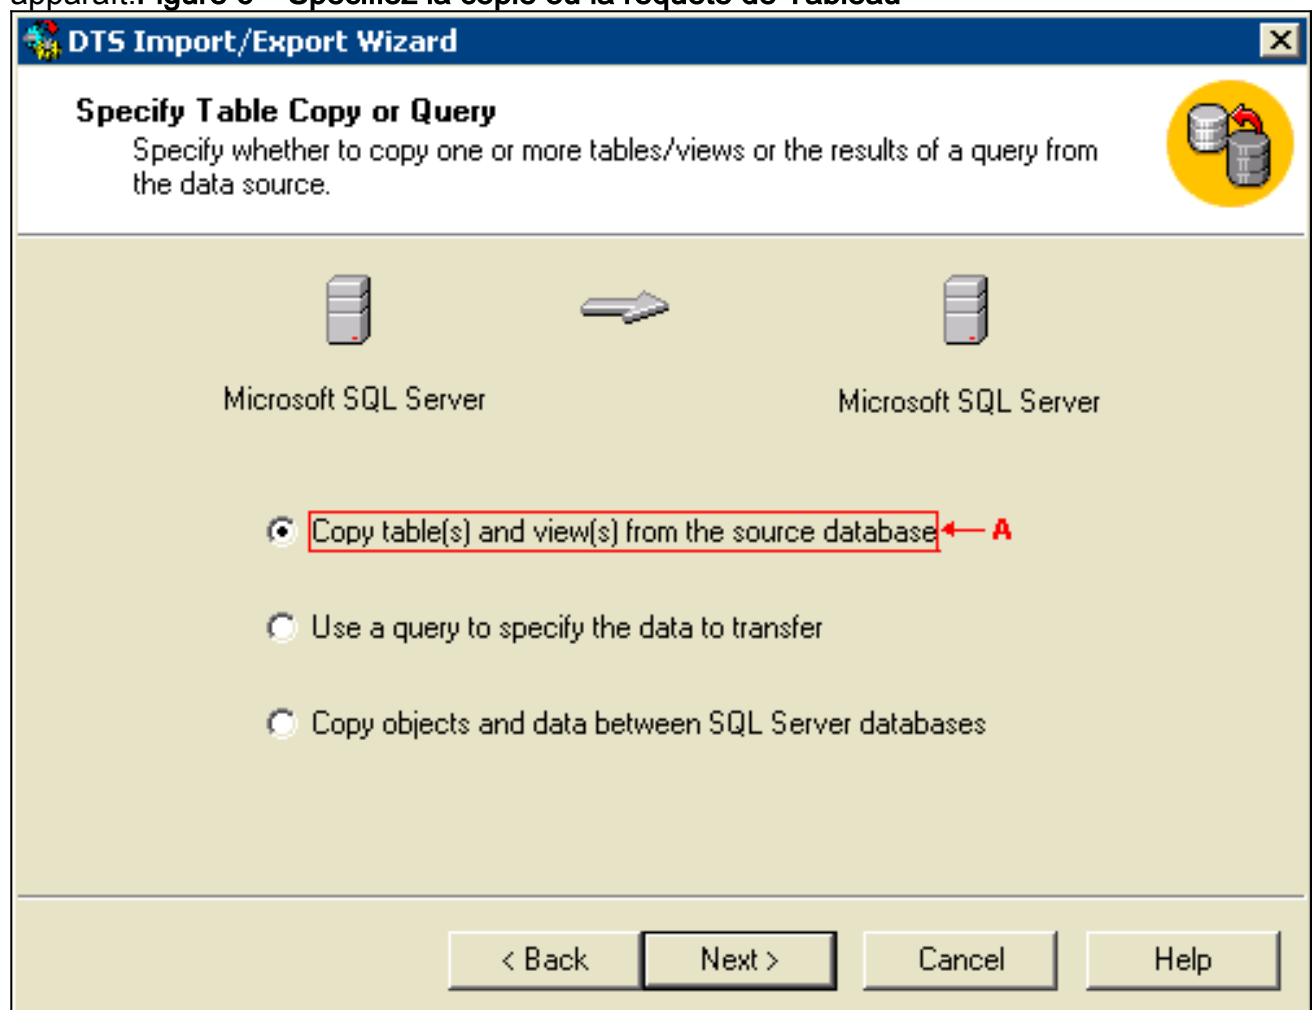 DTS Import/Export Wizard
Specify Table Copy or Query
Specify whether to copy one or more tables/views or the results of a query from
the data source.
Microsoft SQL Server
Microsoft SQL Server
Copy table(s) and view(s) from the source database
A
Use a query to specify the data to transfer
Copy objects and data between SQL Server databases
< Back
Next >
Cancel
Help